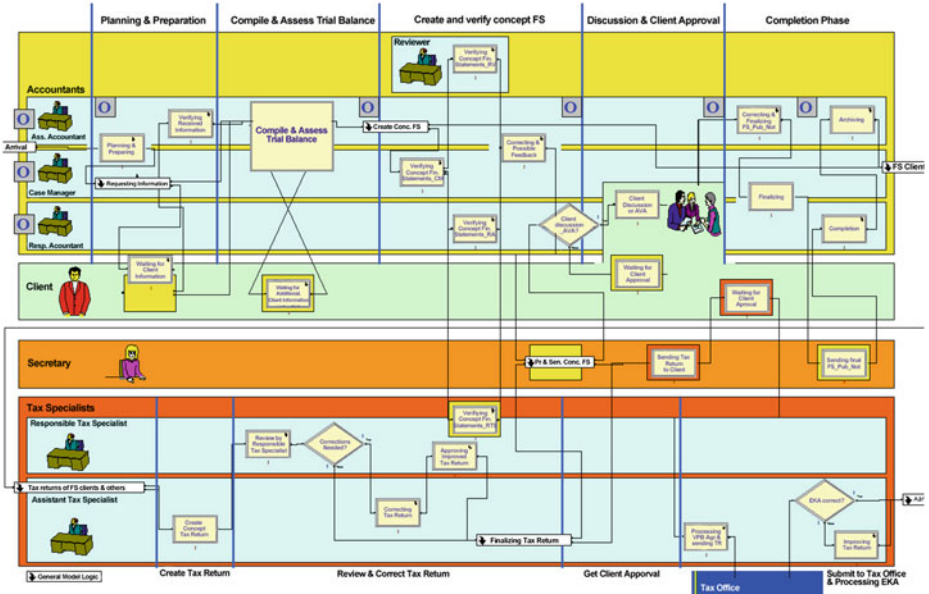 Planning & Preparation
Compile & Assess Trial Balance
Create and verify concept FS
Discussion & Client Approval
Completion Phase
Reviewer
Verifying
Concept Fin.
Statements_RV
Accountants
Ass. Accountant
Verifying
Received
Information
Compile & Assess
Trial Balance
Create Conc. FS
Correcting &
Finalizing
FS_Pub_Not
Archiving
Arrival
Planning &
Preparing
Correcting &
Possible
Feedback
FS Client
Requesting Information
Verifying
Concept Fin.
Statements_CM
Case Manager
Client
Discussion
or AVA
Finalizing
Verifying
Concept Fin.
Statements_RA
Client
discussion
AVA?
Completion
Resp. Accountant
Waiting for
Client
Information
Waiting for
Client
Approval
Client
Waiting for
Additional
Client Information
Waiting for
Client
Aproval
Secretary
Pr & Sen. Conc. FS
Sending Tax
Return
to Client
Sending final
FS_Pub_Not
Tax Specialists
Responsible Tax Specialist
Verifying
Concept Fin.
Statements_RTS
Review by
Responsible
Tax Specialist
Corrections
Needed?
Approving
Improved
Tax Return
Tax returns of FS clients & others
Assistant Tax Specialist
EKA correct?
Correcting
Tax Return
Create
Concept
Tax Return
Finalizing Tax Return
Processing
VPB Agt &
sending TR
Improving
Tax Return
General Model Logic
Create Tax Return
Review & Correct Tax Return
Get Client Apporval
Tax Office
Submit to Tax Office
& Processing EKA